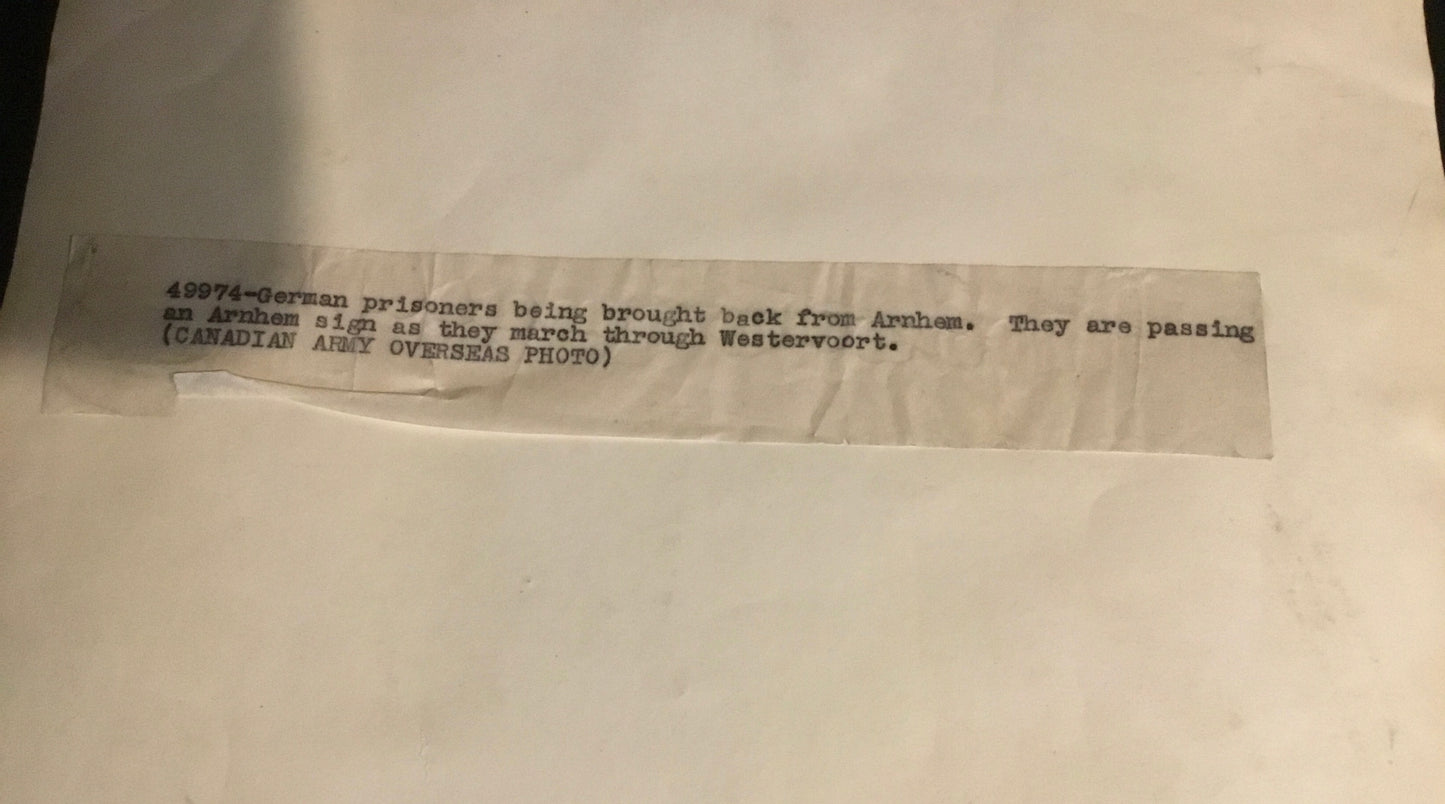 49974-German prisoners being brought back from Arnhem.  They are passing
an Arnhem sign as they march through Westervoort.
(CANADIAN ARMY OVERSEAS PHOTO)